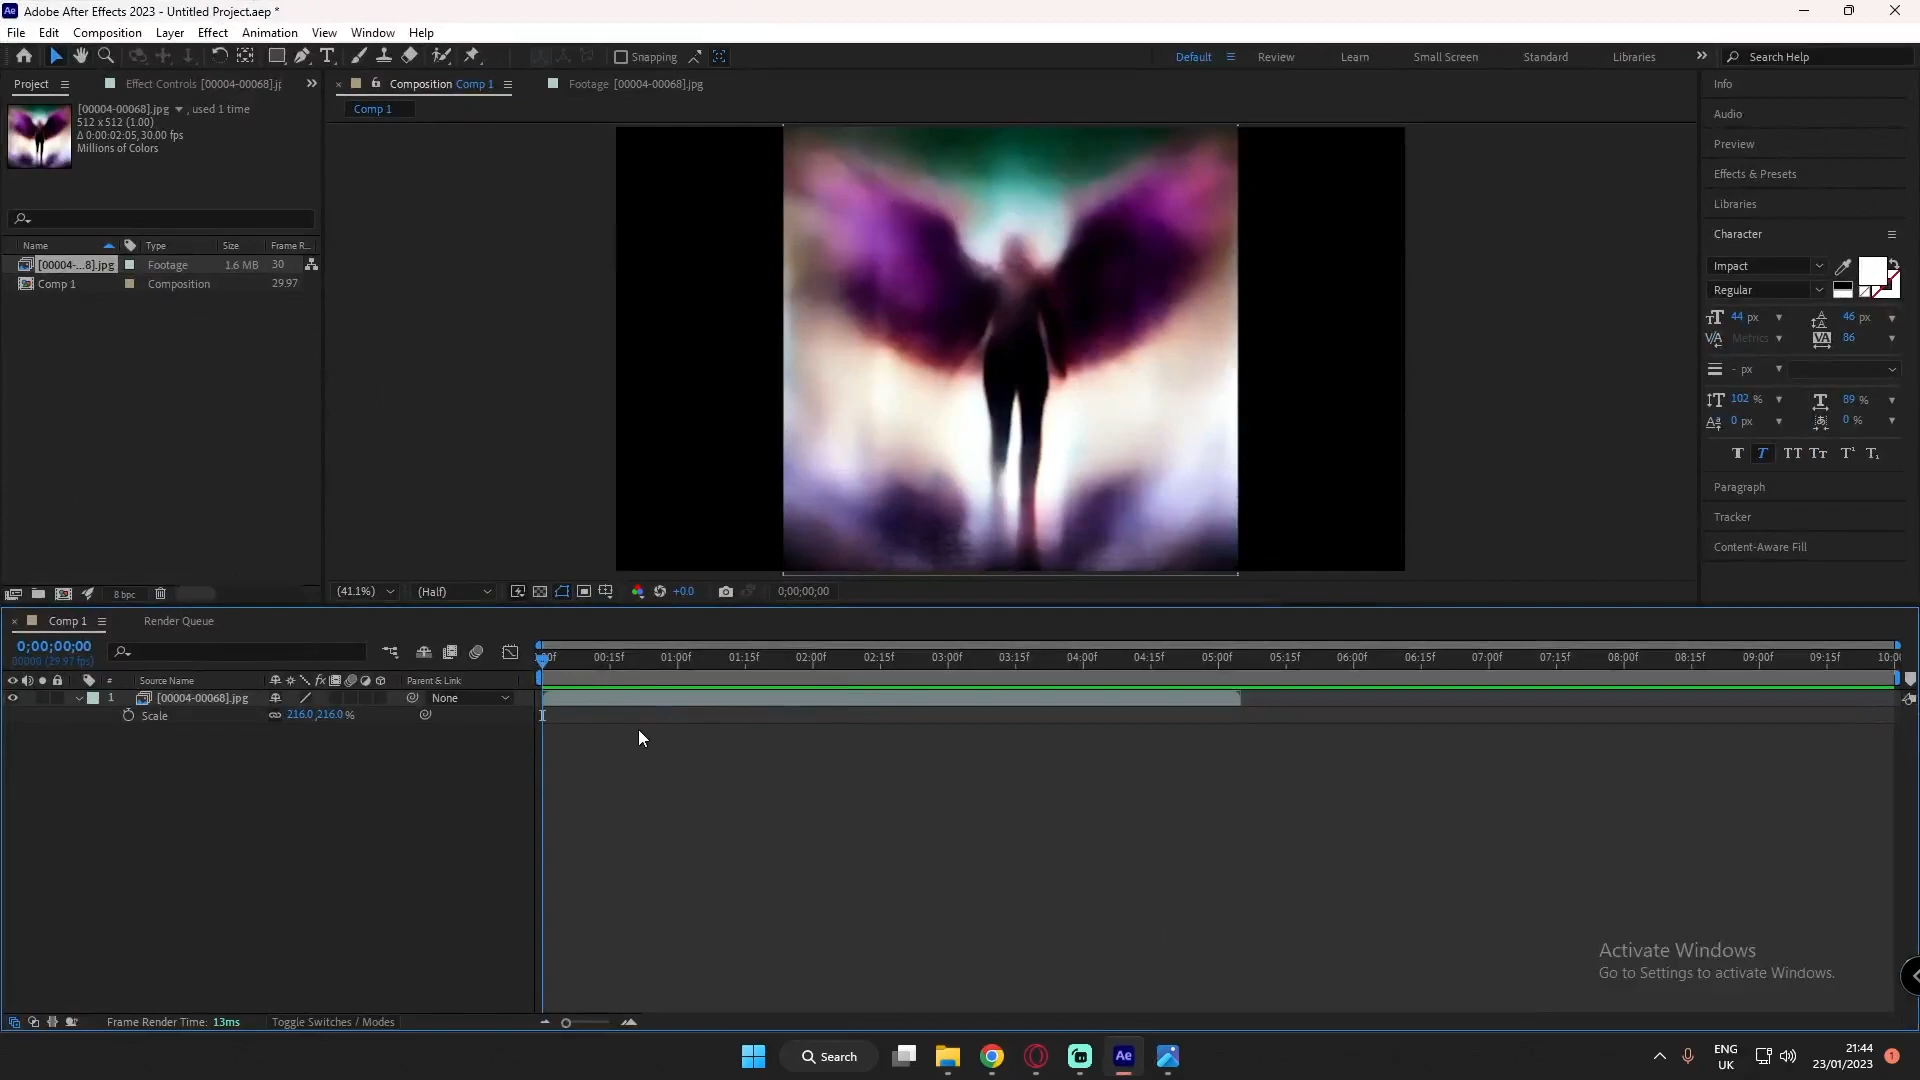 Adobe After Effects 2023 - Untitled Project.aep *
File Edit Composition Layer Effect Animation View Window Help
Snapping
Default Review Learn Small Screen Standard Libraries Search Help
Project Effect Controls [00004-00068].j
Composition Comp 1 Footage [00004-00068].jpg
Comp 1
[00004-00068].jpg , used 1 time
512 x 512 (1.00)
Δ 0:00:02:05, 30.00 fps
Millions of Colors
Name Type Size Frame R...
[00004-...8].jpg Footage 1.6 MB 30
Comp 1 Composition 29.97
8 bpc
(41.1%) (Half) +0.0 0;00;00;00
Info
Audio
Preview
Effects & Presets
Libraries
Character
Impact
Regular
44 px 46 px
Metrics 86
- px
102 % 89 %
0 px 0 %
Paragraph
Tracker
Content-Aware Fill
Comp 1 Render Queue
0;00;00;00
00000 (29.97 fps)
00f 00:15f 01:00f 01:15f 02:00f 02:15f 03:00f 03:15f 04:00f 04:15f 05:00f 05:15f 06:00f 06:15f 07:00f 07:15f 08:00f 08:15f 09:00f 09:15f 10:0
# Source Name Parent & Link
1 [00004-00068].jpg None
Scale 216.0,216.0%
Activate Windows
Go to Settings to activate Windows.
Frame Render Time: 13ms Toggle Switches / Modes
Search
Ae
ENG
UK
21:44
23/01/2023
1